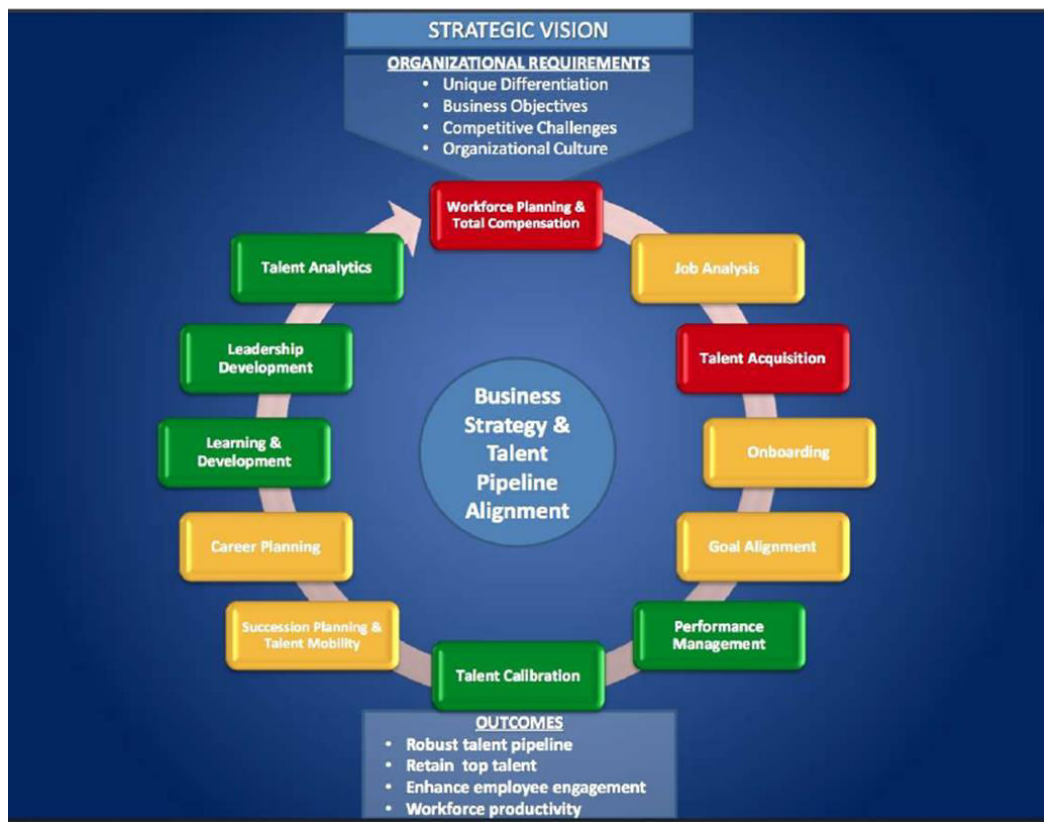 STRATEGIC VISION
ORGANIZATIONAL REQUIREMENTS
• Unique Differentiation
• Business Objectives
• Competitive Challenges
• Organizational Culture
Workforce Planning &
Total Compensation
Job Analysis
Talent Acquisition
Onboarding
Goal Alignment
Performance
Management
Talent Calibration
Succession Planning &
Talent Mobility
Career Planning
Learning &
Development
Leadership
Development
Talent Analytics
Business
Strategy &
Talent
Pipeline
Alignment
OUTCOMES
• Robust talent pipeline
• Retain top talent
• Enhance employee engagement
• Workforce productivity